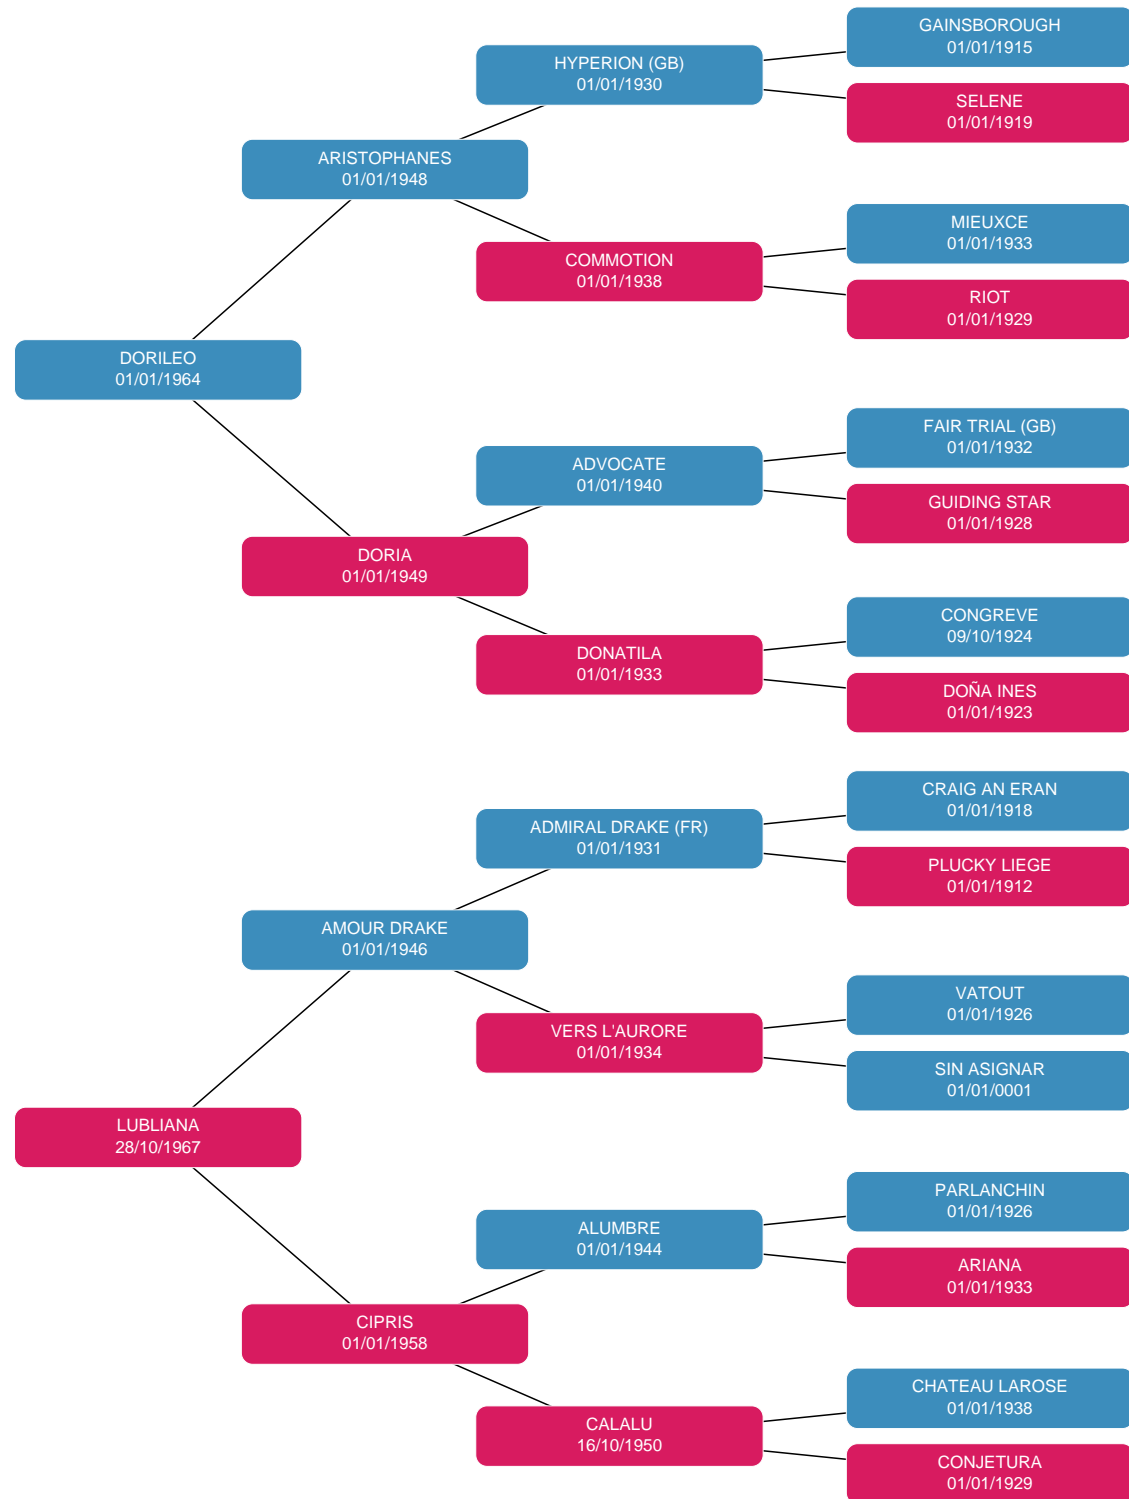 GAINSBOROUGH
01/01/1915
HYPERION (GB)
01/01/1930
SELENE
01/01/1919
ARISTOPHANES
01/01/1948
MIEUXCE
01/01/1933
COMMOTION
01/01/1938
RIOT
01/01/1929
DORILEO
01/01/1964
FAIR TRIAL (GB)
01/01/1932
ADVOCATE
01/01/1940
GUIDING STAR
01/01/1928
DORIA
01/01/1949
CONGREVE
09/10/1924
DONATILA
01/01/1933
DOÑA INES
01/01/1923
CRAIG AN ERAN
01/01/1918
ADMIRAL DRAKE (FR)
01/01/1931
PLUCKY LIEGE
01/01/1912
AMOUR DRAKE
01/01/1946
VATOUT
01/01/1926
VERS L'AURORE
01/01/1934
SIN ASIGNAR
01/01/0001
LUBLIANA
28/10/1967
PARLANCHIN
01/01/1926
ALUMBRE
01/01/1944
ARIANA
01/01/1933
CIPRIS
01/01/1958
CHATEAU LAROSE
01/01/1938
CALALU
16/10/1950
CONJETURA
01/01/1929